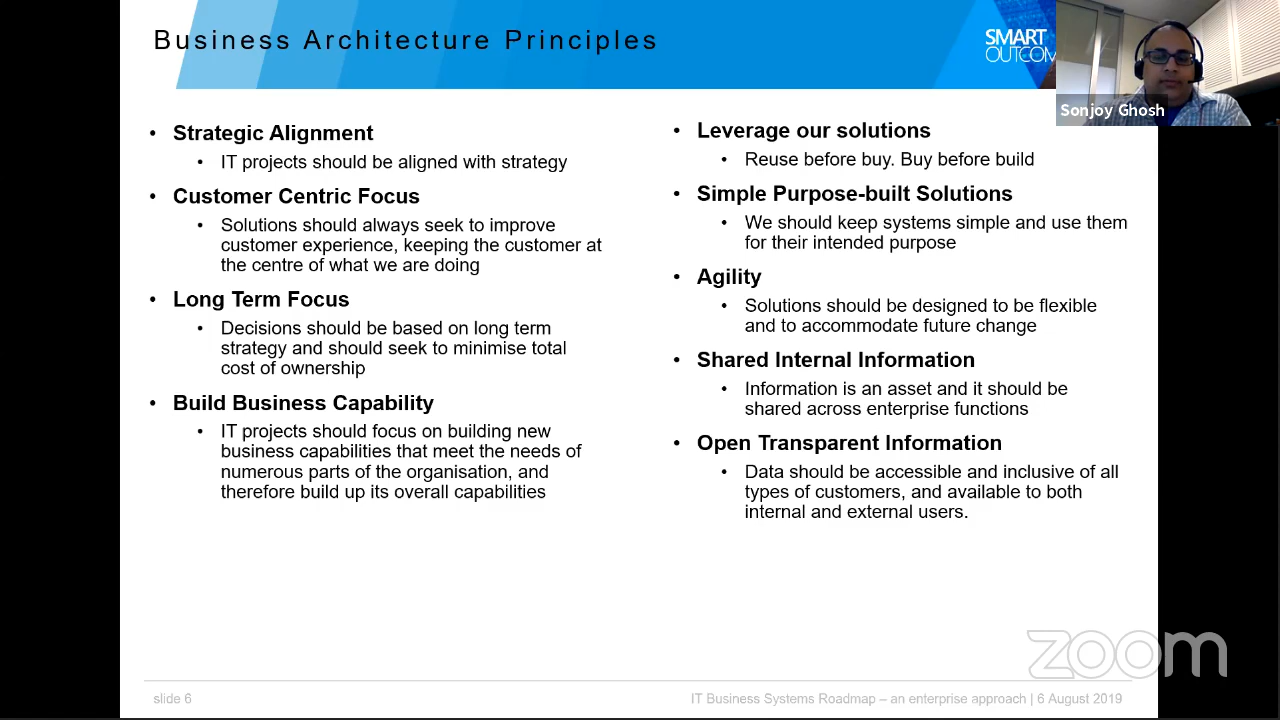 Business Architecture Principles
SMART
OUTCOM
Sonjoy Ghosh
• Strategic Alignment
• IT projects should be aligned with strategy
• Customer Centric Focus
• Solutions should always seek to improve
customer experience, keeping the customer at
the centre of what we are doing
• Long Term Focus
• Decisions should be based on long term
strategy and should seek to minimise total
cost of ownership
• Build Business Capability
• IT projects should focus on building new
business capabilities that meet the needs of
numerous parts of the organisation, and
therefore build up its overall capabilities
• Leverage our solutions
• Reuse before buy. Buy before build
• Simple Purpose-built Solutions
• We should keep systems simple and use them
for their intended purpose
• Agility
• Solutions should be designed to be flexible
and to accommodate future change
• Shared Internal Information
• Information is an asset and it should be
shared across enterprise functions
• Open Transparent Information
• Data should be accessible and inclusive of all
types of customers, and available to both
internal and external users.
zoom
slide 6
IT Business Systems Roadmap – an enterprise approach | 6 August 2019